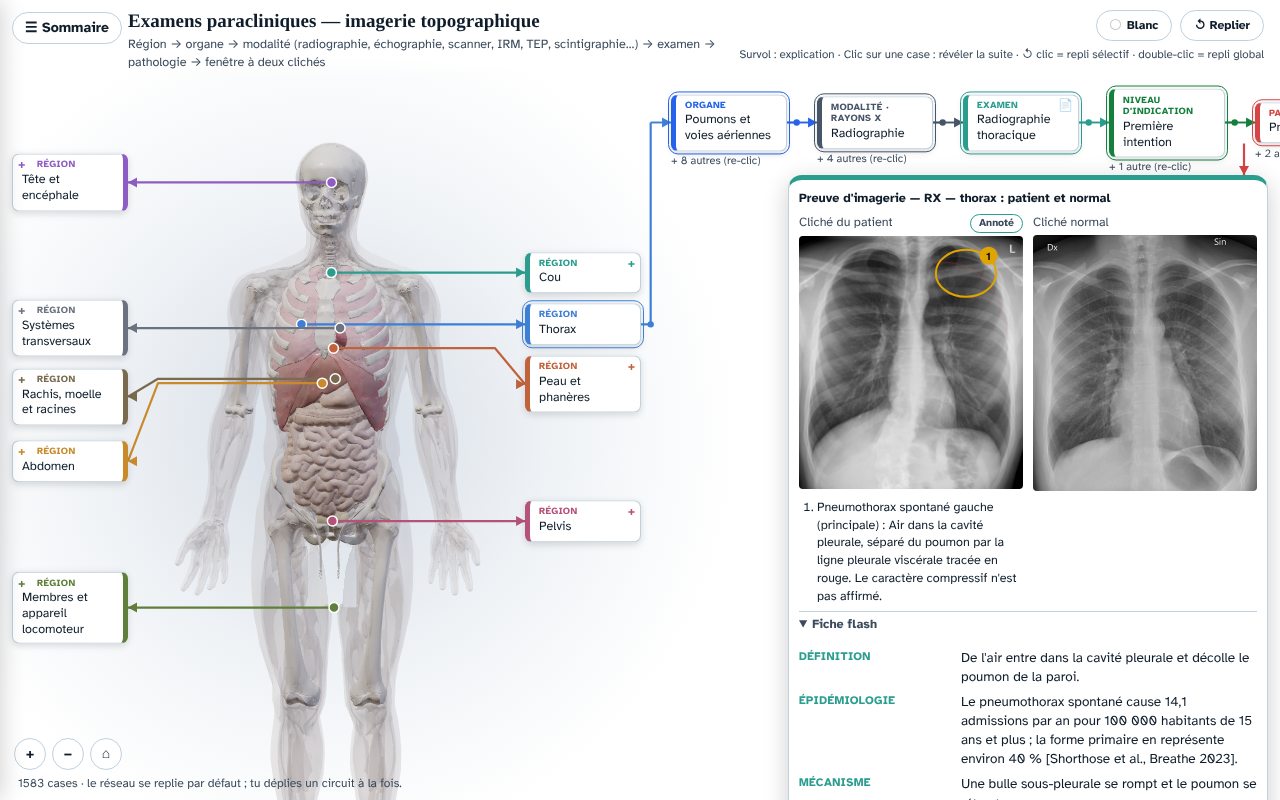 ☰ Sommaire
Examens paracliniques — imagerie topographique
Région → organe → modalité (radiographie, échographie, scanner, IRM, TEP, scintigraphie…) → examen →
pathologie → fenêtre à deux clichés
Blanc
↺ Replier
Survol : explication · Clic sur une case : révéler la suite · ↺ clic = repli sélectif · double-clic = repli global
ORGANE
Poumons et
voies aériennes
+ 8 autres (re-clic)
MODALITÉ ·
RAYONS X
Radiographie
+ 4 autres (re-clic)
EXAMEN
Radiographie
thoracique
NIVEAU
D'INDICATION
Première
intention
+ 1 autre (re-clic)
+ RÉGION
Tête et
encéphale
+ RÉGION
Systèmes
transversaux
+ RÉGION
Rachis, moelle
et racines
+ RÉGION
Abdomen
+ RÉGION
Membres et
appareil
locomoteur
RÉGION +
Cou
RÉGION
Thorax
RÉGION +
Peau et
phanères
RÉGION +
Pelvis
Preuve d'imagerie — RX — thorax : patient et normal
Cliché du patient
Annoté
Cliché normal
1
L
Dx
Sin
1. Pneumothorax spontané gauche
(principale) : Air dans la cavité
pleurale, séparé du poumon par la
ligne pleurale viscérale tracée en
rouge. Le caractère compressif n'est
pas affirmé.
▼ Fiche flash
DÉFINITION
De l'air entre dans la cavité pleurale et décolle le
poumon de la paroi.
ÉPIDÉMIOLOGIE
Le pneumothorax spontané cause 14,1
admissions par an pour 100 000 habitants de 15
ans et plus ; la forme primaire en représente
environ 40 % [Shorthose et al., Breathe 2023].
MÉCANISME
Une bulle sous-pleurale se rompt et le poumon se
+
−
⌂
1583 cases · le réseau se replie par défaut ; tu déplies un circuit à la fois.